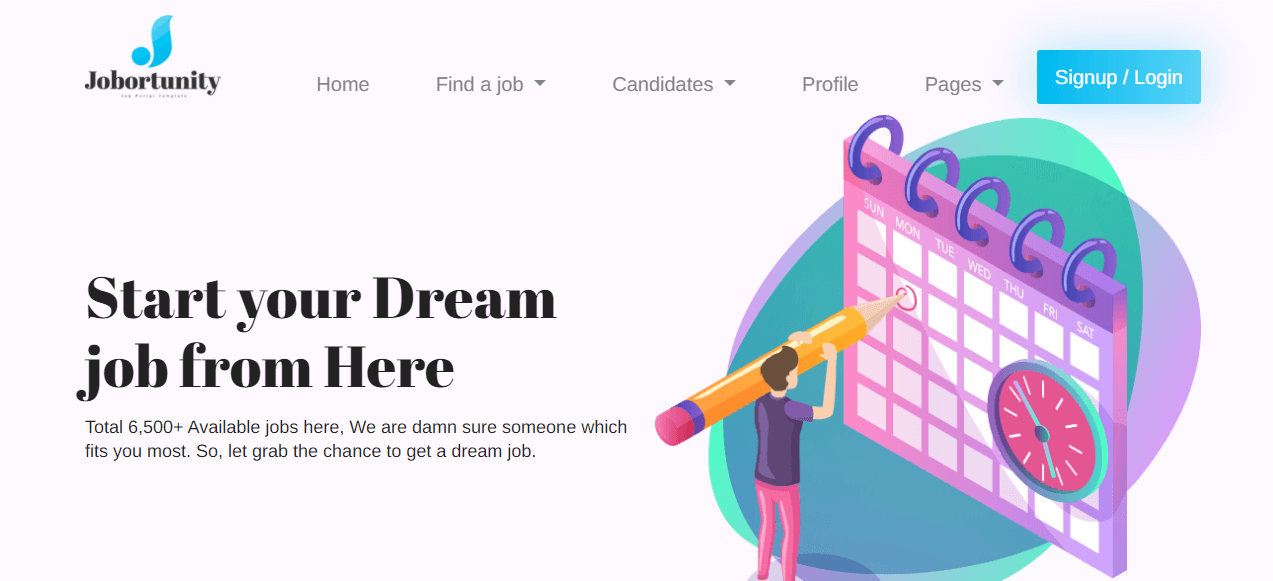 Jobortunity
Job Portal Template
Home
Find a job
Candidates
Profile
Pages
Signup / Login
SUN
MON
TUE
WED
THU
FRI
SAT
Start your Dream
job from Here
Total 6,500+ Available jobs here, We are damn sure someone which
fits you most. So, let grab the chance to get a dream job.